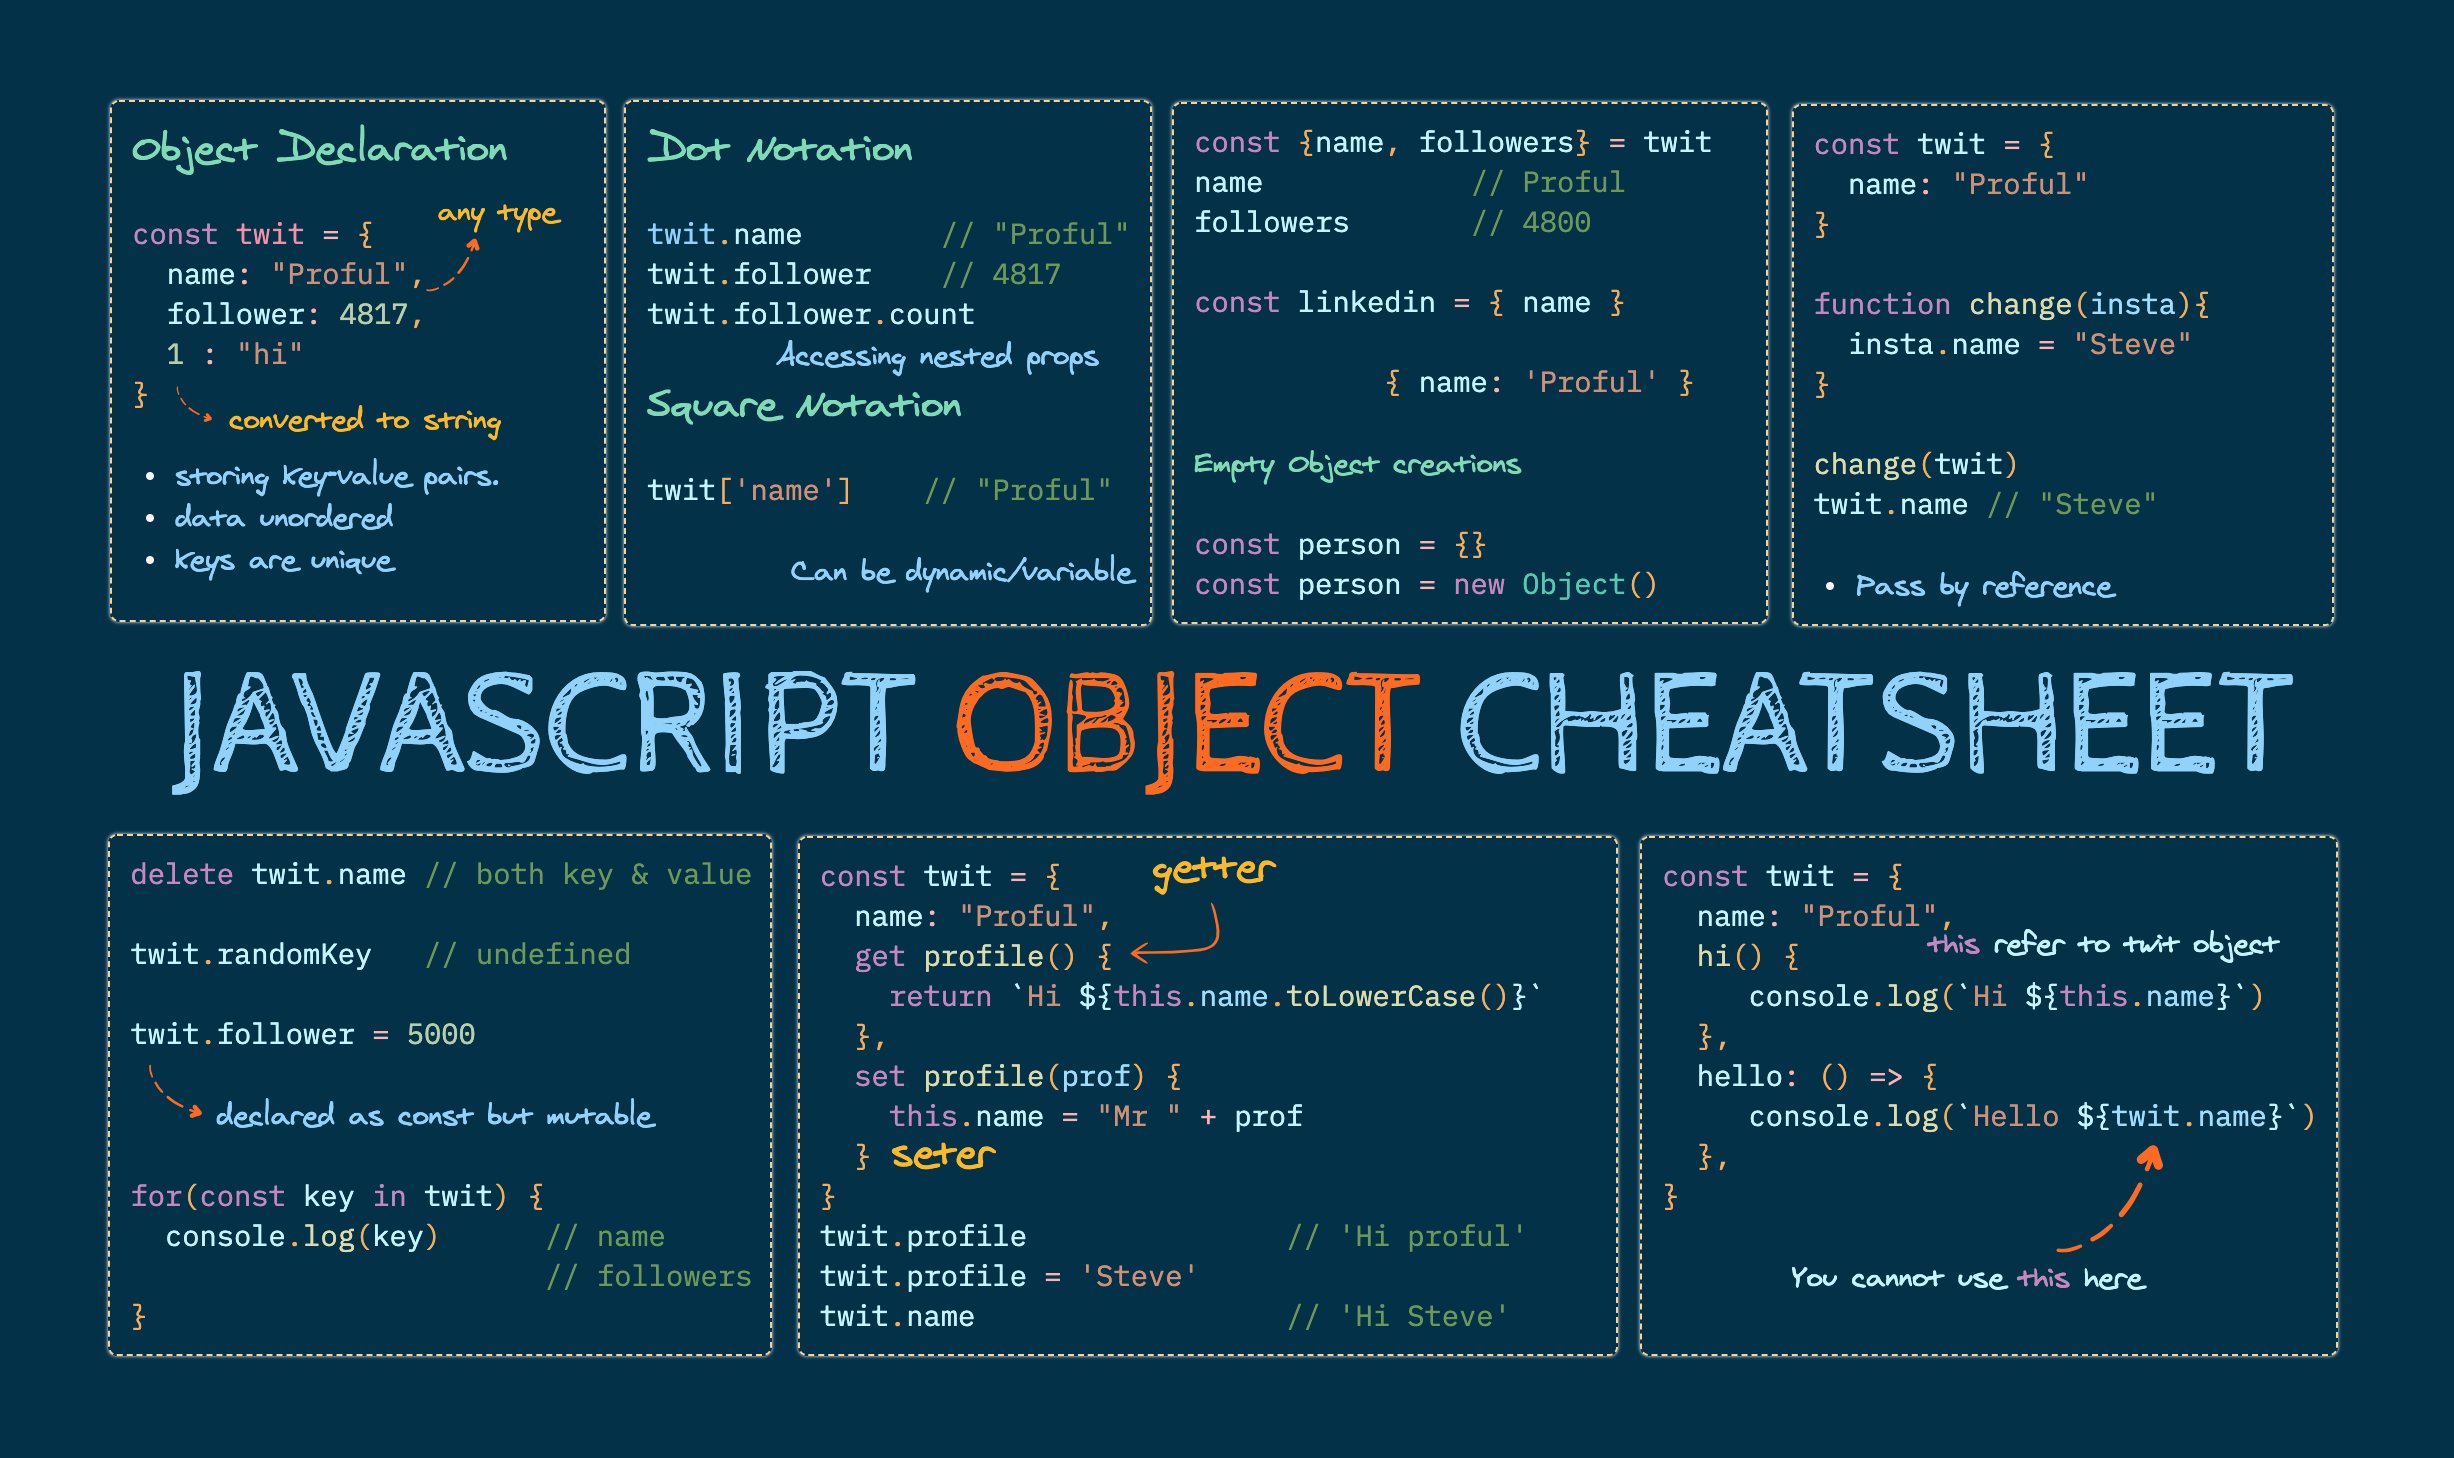 Object Declaration
any type
const twit = {
name: "Proful",
follower: 4817,
1 : "hi"
}
converted to string
• storing key-value pairs.
• data unordered
• keys are unique
Dot Notation
twit.name // "Proful"
twit.follower // 4817
twit.follower.count
Accessing nested props
Square Notation
twit['name'] // "Proful"
Can be dynamic/variable
const {name, followers} = twit
name // Proful
followers // 4800
const linkedin = { name }
{ name: 'Proful' }
Empty Object creations
const person = {}
const person = new Object()
const twit = {
name: "Proful"
}
function change(insta){
insta.name = "Steve"
}
change(twit)
twit.name // "Steve"
• Pass by reference
JAVASCRIPT OBJECT CHEATSHEET
delete twit.name // both key & value
twit.randomKey // undefined
twit.follower = 5000
declared as const but mutable
for(const key in twit) {
console.log(key) // name
// followers
}
getter
const twit = {
name: "Proful",
get profile() {
return `Hi ${this.name.toLowerCase()}`
},
set profile(prof) {
this.name = "Mr " + prof
} seter
}
twit.profile // 'Hi proful'
twit.profile = 'Steve'
twit.name // 'Hi Steve'
const twit = {
name: "Proful",
this refer to twit object
hi() {
console.log(`Hi ${this.name}`)
},
hello: () => {
console.log(`Hello ${twit.name}`)
},
}
You cannot use this here